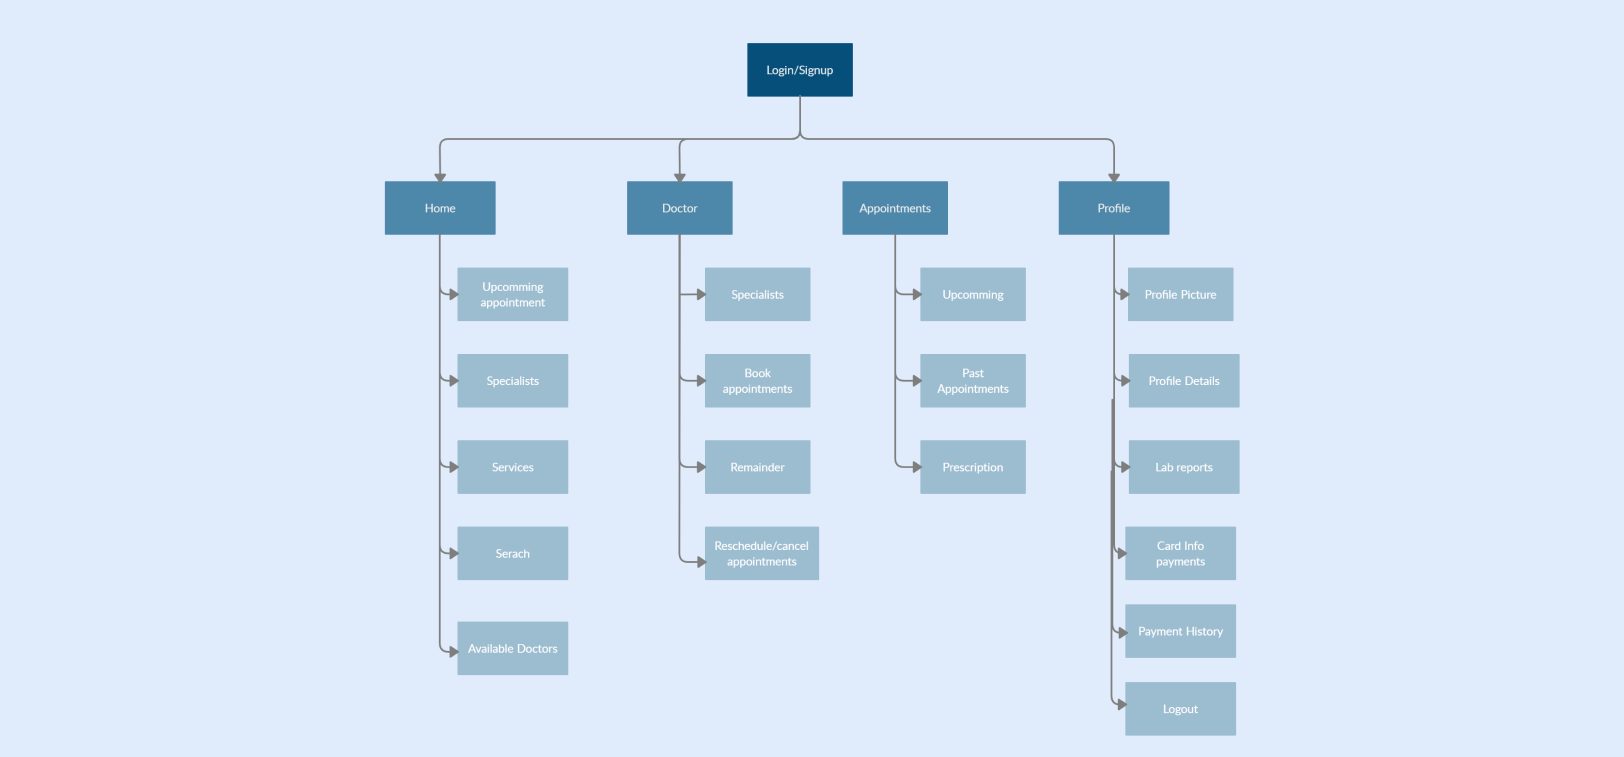 Login/Signup
Home
Doctor
Appointments
Profile
Upcomming
appointment
Specialists
Services
Serach
Available Doctors
Specialists
Book
appointments
Remainder
Reschedule/cancel
appointments
Upcomming
Past
Appointments
Prescription
Profile Picture
Profile Details
Lab reports
Card Info
payments
Payment History
Logout